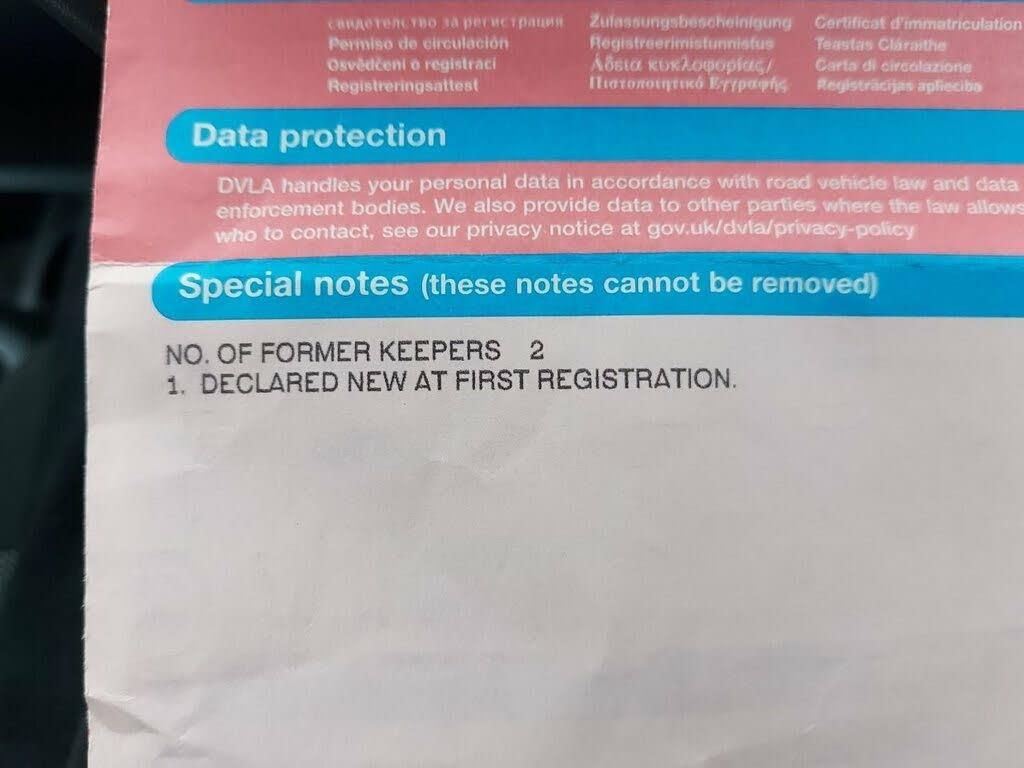 свидетелство за регистрация Zulassungsbescheinigung Certificat d'immatriculation
Permiso de circulación Registreerimistunnistus Teastas Cláraithe
Osvědčení o registraci Άδεια κυκλοφορίας/ Carta di circolazione
Registreringsattest Πιστοποιητικό Εγγραφής Reģistrācijas apliecība
Data protection
DVLA handles your personal data in accordance with road vehicle law and data
enforcement bodies. We also provide data to other parties where the law allows
who to contact, see our privacy notice at gov.uk/dvla/privacy-policy
Special notes (these notes cannot be removed)
NO. OF FORMER KEEPERS 2
1. DECLARED NEW AT FIRST REGISTRATION.